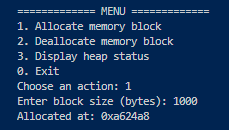 ============= MENU =============
1. Allocate memory block
2. Deallocate memory block
3. Display heap status
0. Exit
Choose an action: 1
Enter block size (bytes): 1000
Allocated at: 0xa624a8